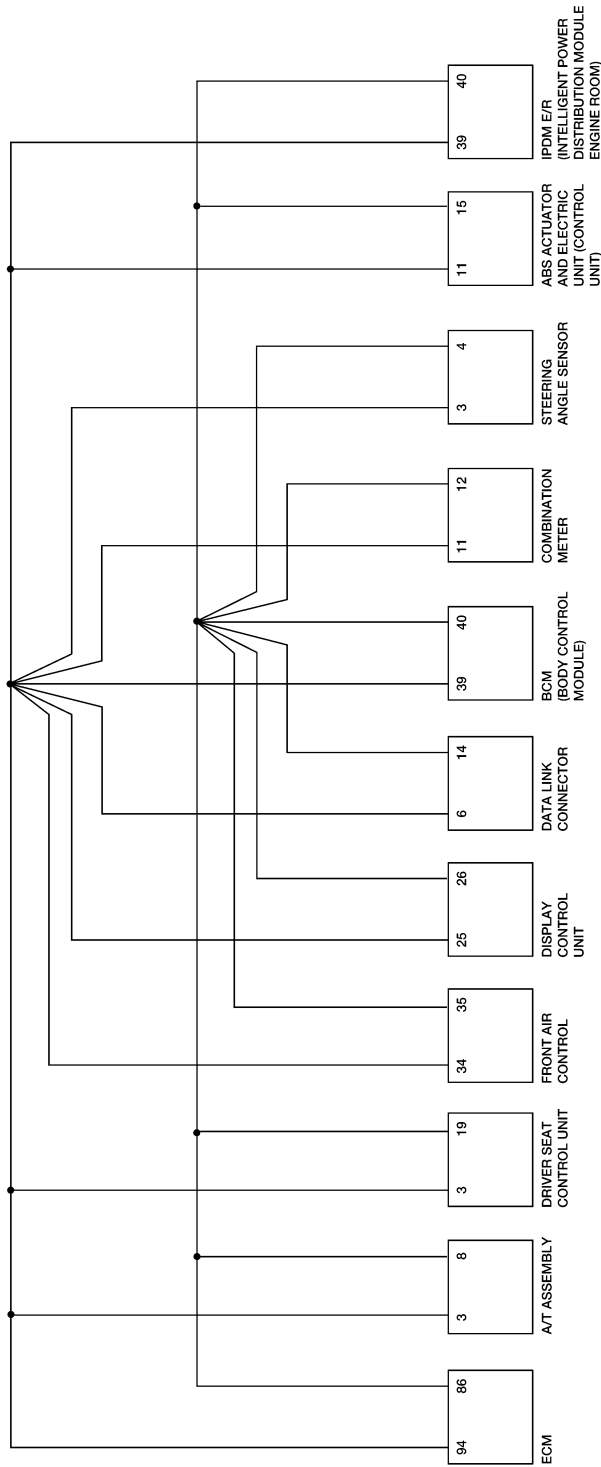 94
86
ECM
3
8
A/T ASSEMBLY
3
19
DRIVER SEAT
CONTROL UNIT
34
35
FRONT AIR
CONTROL
25
26
DISPLAY
CONTROL
UNIT
6
14
DATA LINK
CONNECTOR
39
40
BCM
(BODY CONTROL
MODULE)
11
12
COMBINATION
METER
3
4
STEERING
ANGLE SENSOR
11
15
ABS ACTUATOR
AND ELECTRIC
UNIT (CONTROL
UNIT)
39
40
IPDM E/R
(INTELLIGENT POWER
DISTRIBUTION MODULE
ENGINE ROOM)